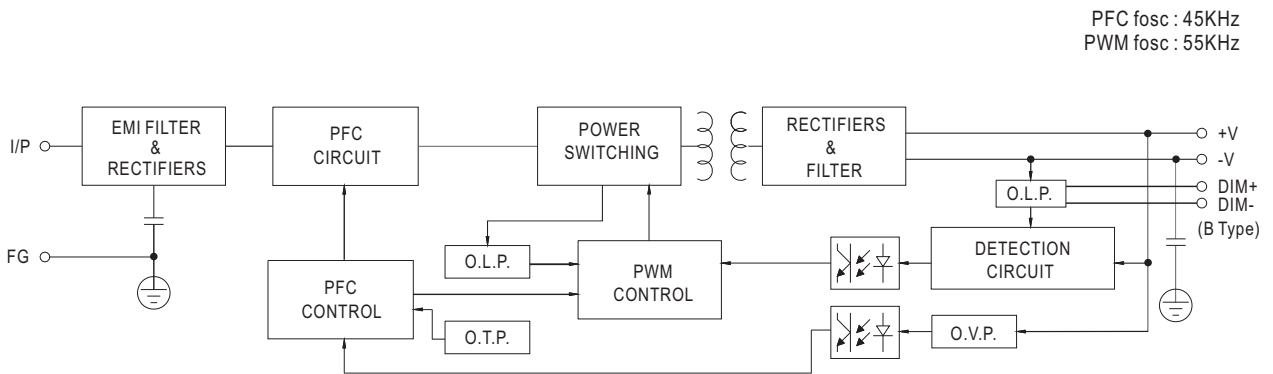 PFC fosc : 45KHz
PWM fosc : 55KHz
I/P
EMI FILTER
&
RECTIFIERS
PFC
CIRCUIT
POWER
SWITCHING
RECTIFIERS
&
FILTER
+V
-V
O.L.P.
DIM+
DIM-
(B Type)
FG
O.L.P.
PWM
CONTROL
DETECTION
CIRCUIT
PFC
CONTROL
O.T.P.
O.V.P.